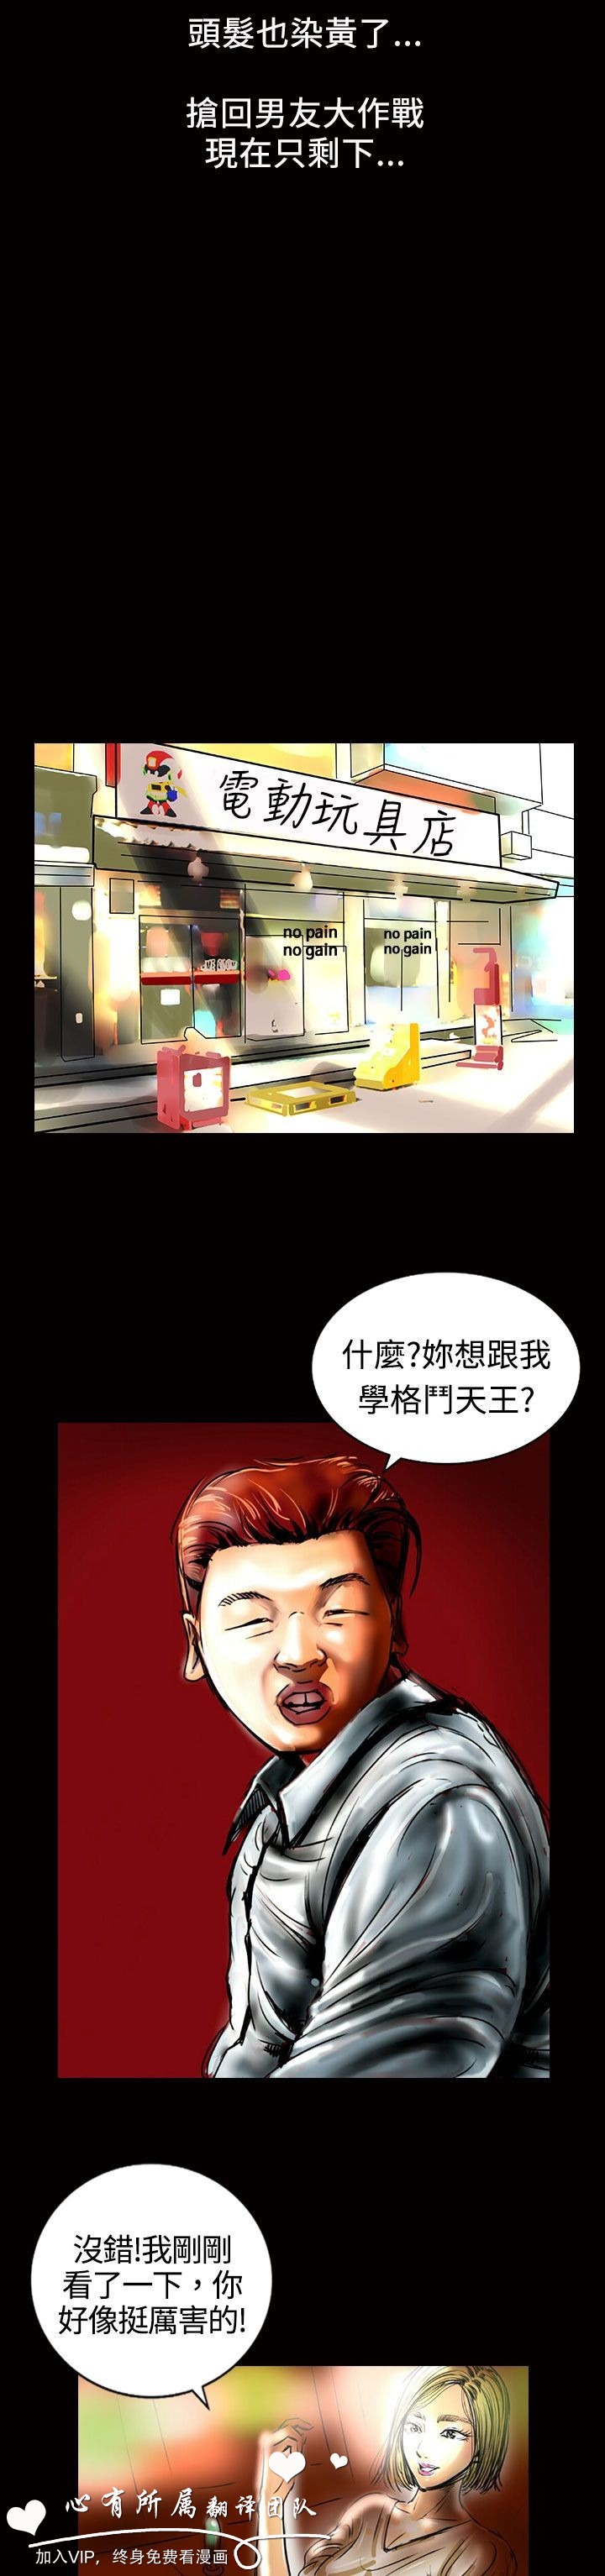 頭髮也染黃了...
搶回男友大作戰
現在只剩下...
電動玩具店
no pain
no gain
no pain
no gain
什麼?妳想跟我
學格鬥天王?
沒錯!我剛剛
看了一下，你
好像挺厲害的!
心有所属翻译团队
加入VIP，终身免费看漫画